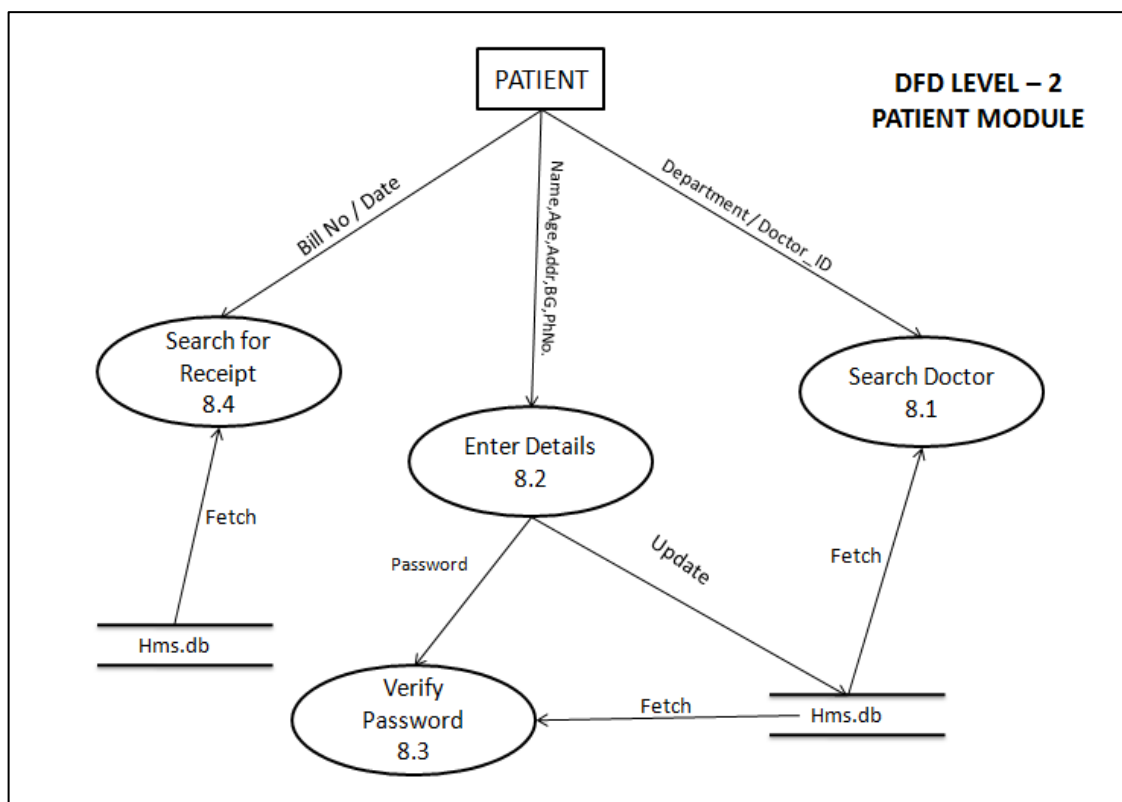 PATIENT
DFD LEVEL – 2
PATIENT MODULE
Bill No / Date
Name,Age,Addr,BG,PhNo.
Department / Doctor_ID
Search for
Receipt
8.4
Search Doctor
8.1
Enter Details
8.2
Fetch
Password
Update
Fetch
Hms.db
Verify
Password
8.3
Fetch
Hms.db